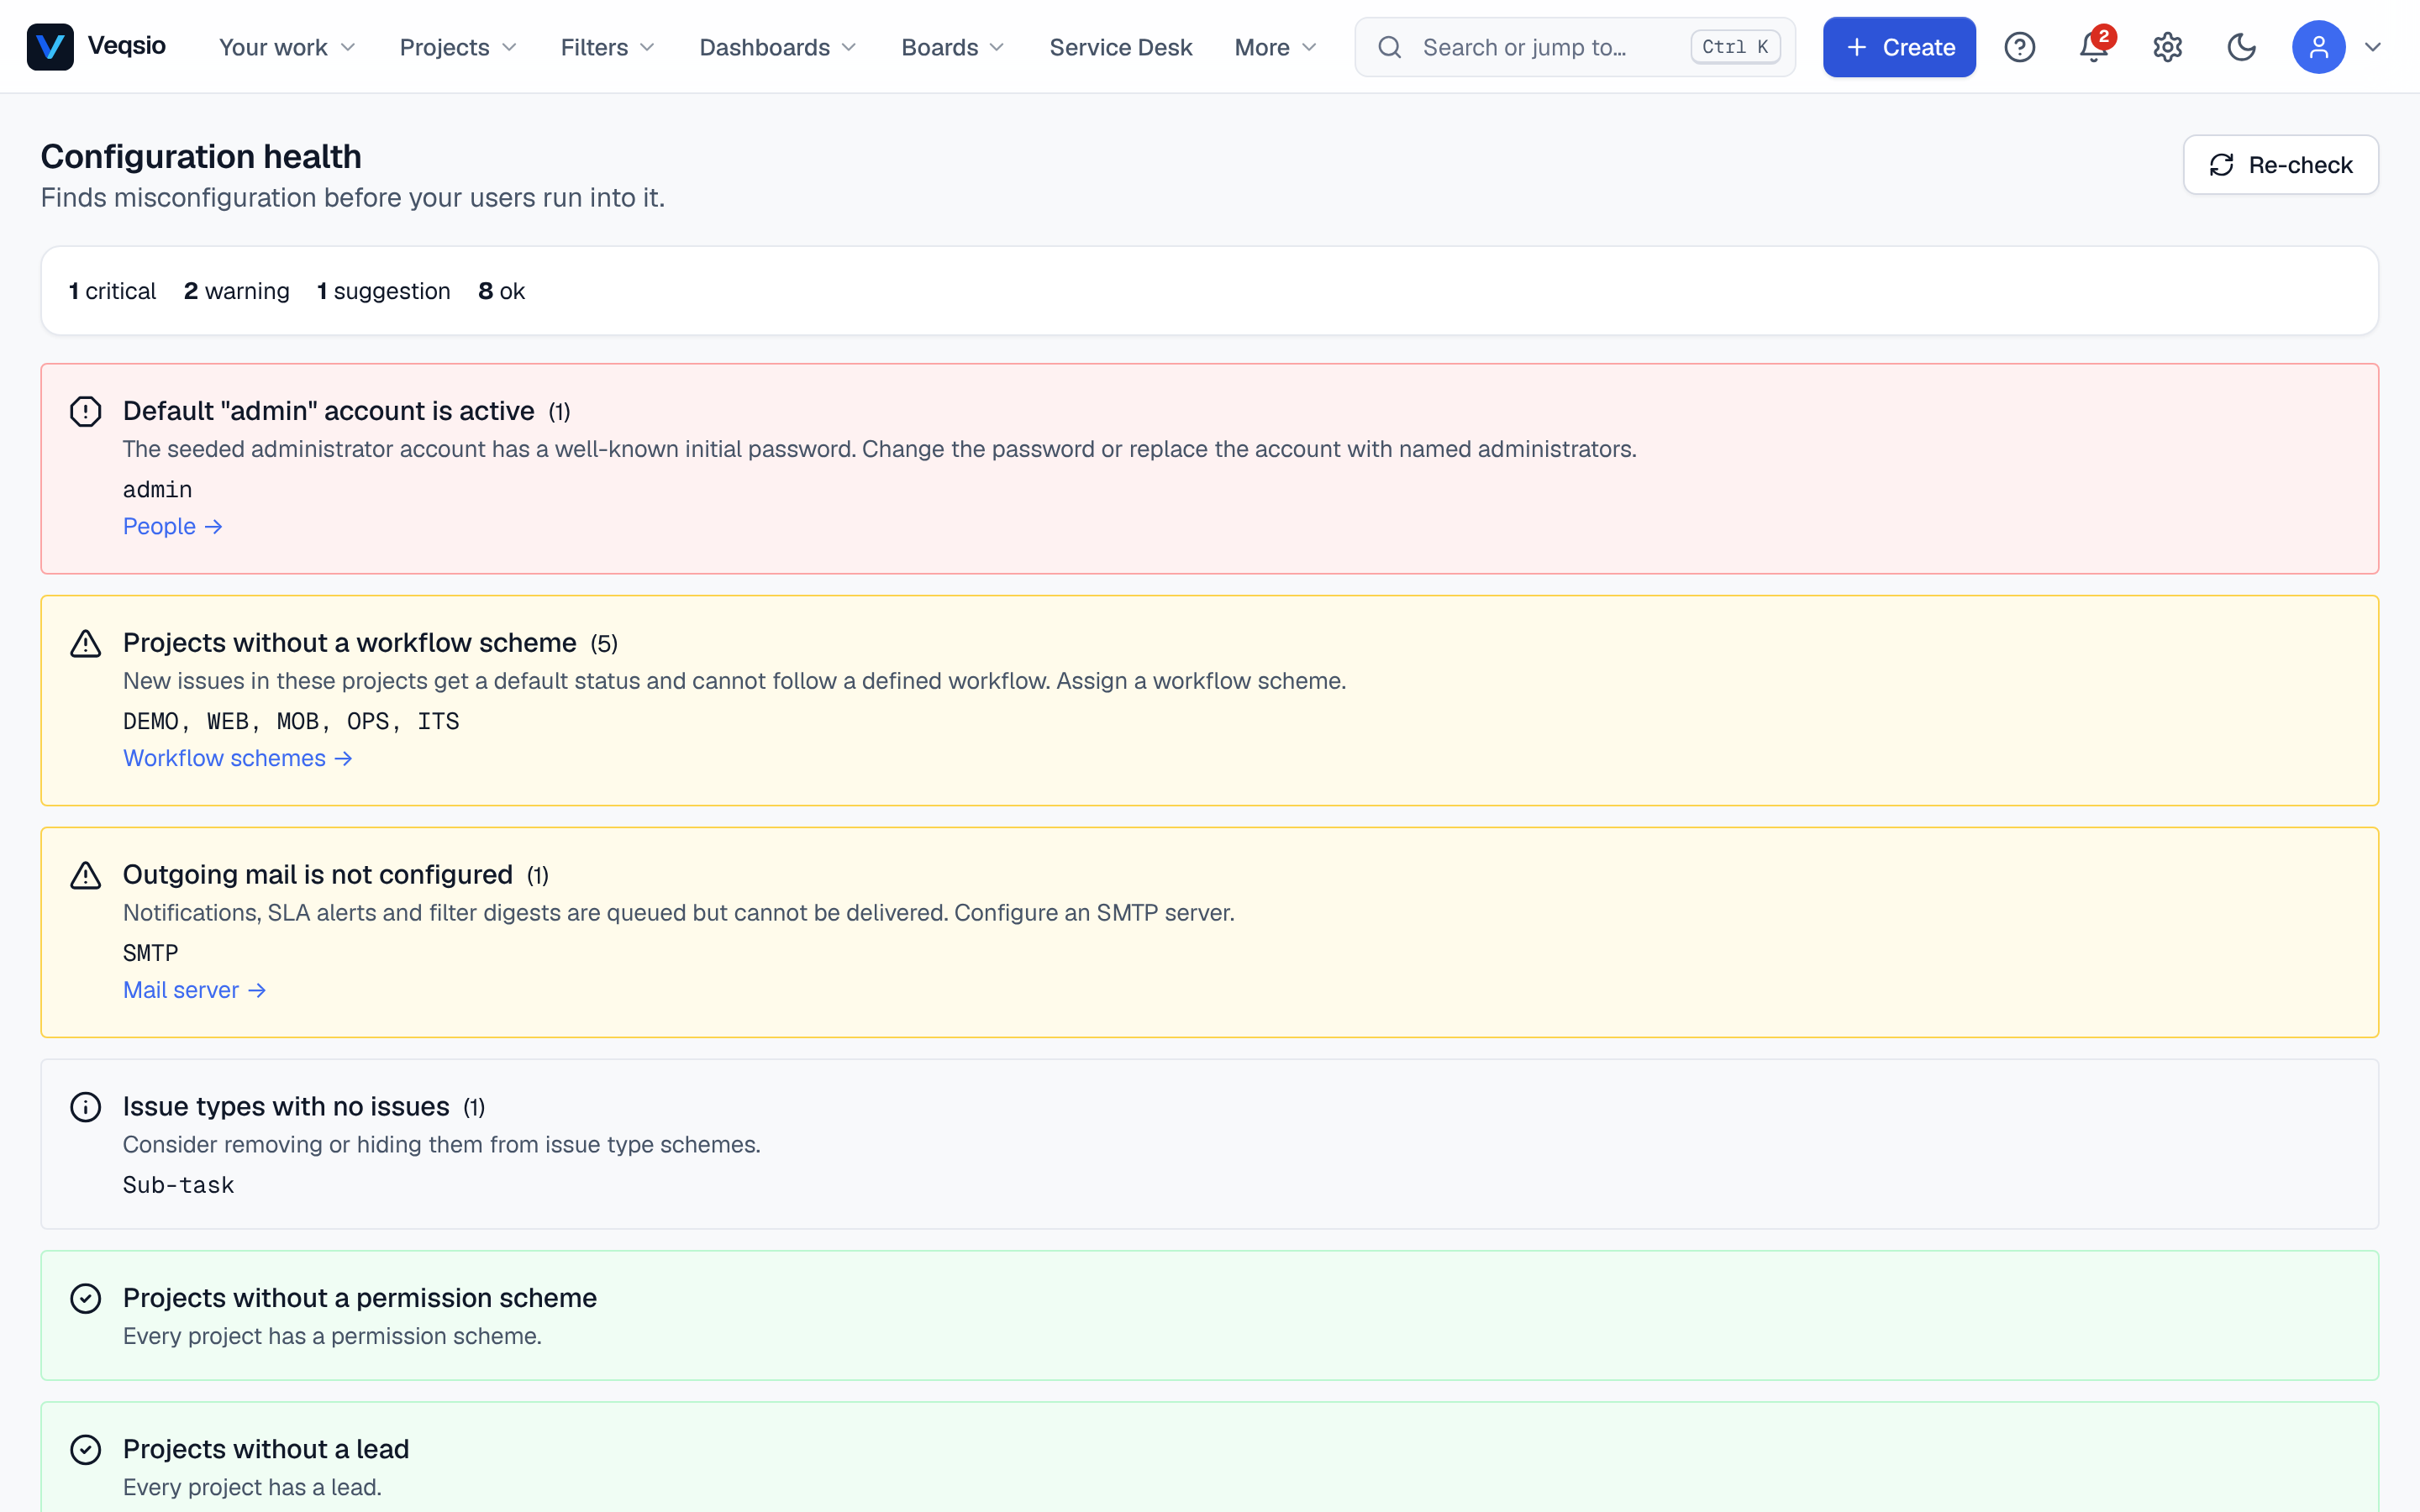 Veqsio
Your work
Projects
Filters
Dashboards
Boards
Service Desk
More
Search or jump to...
Ctrl K
Create
2
Configuration health
Finds misconfiguration before your users run into it.
Re-check
1 critical 2 warning 1 suggestion 8 ok
Default "admin" account is active (1)
The seeded administrator account has a well-known initial password. Change the password or replace the account with named administrators.
admin
People →
Projects without a workflow scheme (5)
New issues in these projects get a default status and cannot follow a defined workflow. Assign a workflow scheme.
DEMO, WEB, MOB, OPS, ITS
Workflow schemes →
Outgoing mail is not configured (1)
Notifications, SLA alerts and filter digests are queued but cannot be delivered. Configure an SMTP server.
SMTP
Mail server →
Issue types with no issues (1)
Consider removing or hiding them from issue type schemes.
Sub-task
Projects without a permission scheme
Every project has a permission scheme.
Projects without a lead
Every project has a lead.